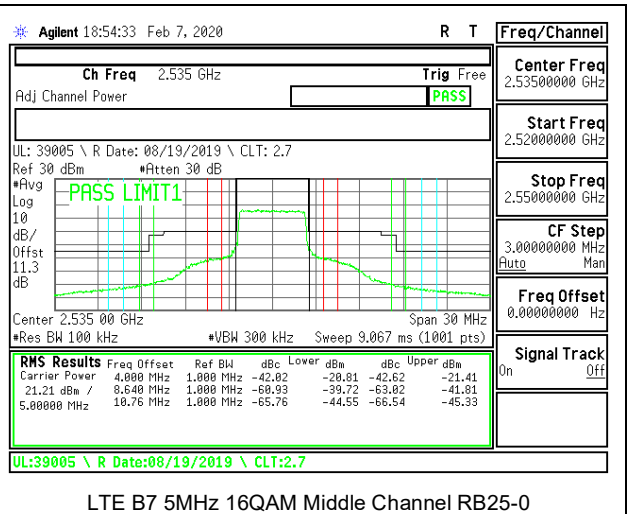 Agilent 18:54:33 Feb 7, 2020 R T
Freq/Channel
Ch Freq 2.535 GHz Trig Free
Adj Channel Power PASS
UL: 39005 \ R Date: 08/19/2019 \ CLT: 2.7
Ref 30 dBm #Atten 30 dB
#Avg
Log
10
dB/
Offst
11.3
dB
PASS LIMIT1
Center 2.535 00 GHz Span 30 MHz
#Res BW 100 kHz #VBW 300 kHz Sweep 9.067 ms (1001 pts)
RMS Results Freq Offset Ref BW dBc Lower dBm dBc Upper dBm
Carrier Power 4.000 MHz 1.000 MHz -42.02 -20.81 -42.62 -21.41
21.21 dBm / 8.640 MHz 1.000 MHz -60.93 -39.72 -63.02 -41.81
5.00000 MHz 10.76 MHz 1.000 MHz -65.76 -44.55 -66.54 -45.33
UL:39005 \ R Date:08/19/2019 \ CLT:2.7
Center Freq
2.53500000 GHz
Start Freq
2.52000000 GHz
Stop Freq
2.55000000 GHz
CF Step
3.00000000 MHz
Auto Man
Freq Offset
0.00000000 Hz
Signal Track
On Off
LTE B7 5MHz 16QAM Middle Channel RB25-0